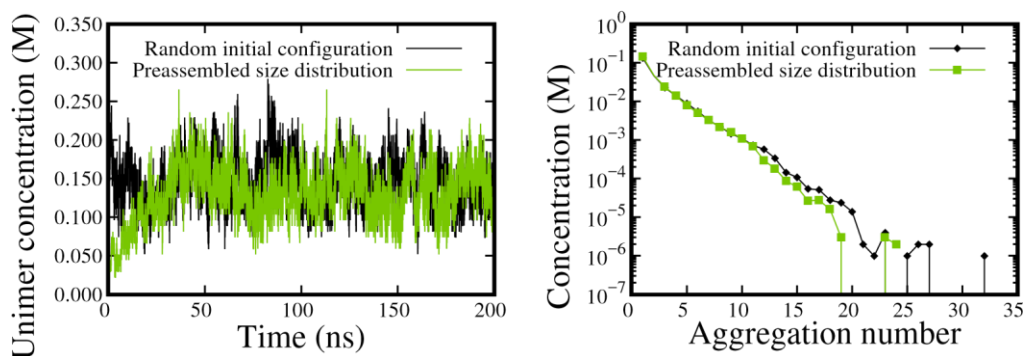 Unimer concentration (M)
0.350
0.300
0.250
0.200
0.150
0.100
0.050
0.000
Random initial configuration
Preassembled size distribution
0 50 100 150 200
Time (ns)
Concentration (M)
10⁰
10⁻¹
10⁻²
10⁻³
10⁻⁴
10⁻⁵
10⁻⁶
10⁻⁷
Random initial configuration
Preassembled size distribution
0 5 10 15 20 25 30 35
Aggregation number